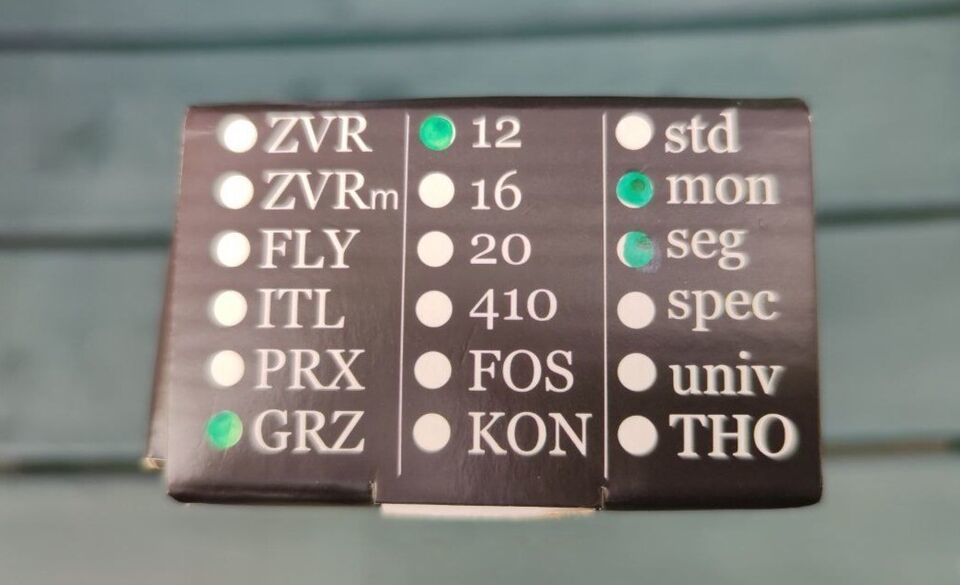 ZVR
ZVRm
FLY
ITL
PRX
GRZ
12
16
20
410
FOS
KON
std
mon
seg
spec
univ
THO